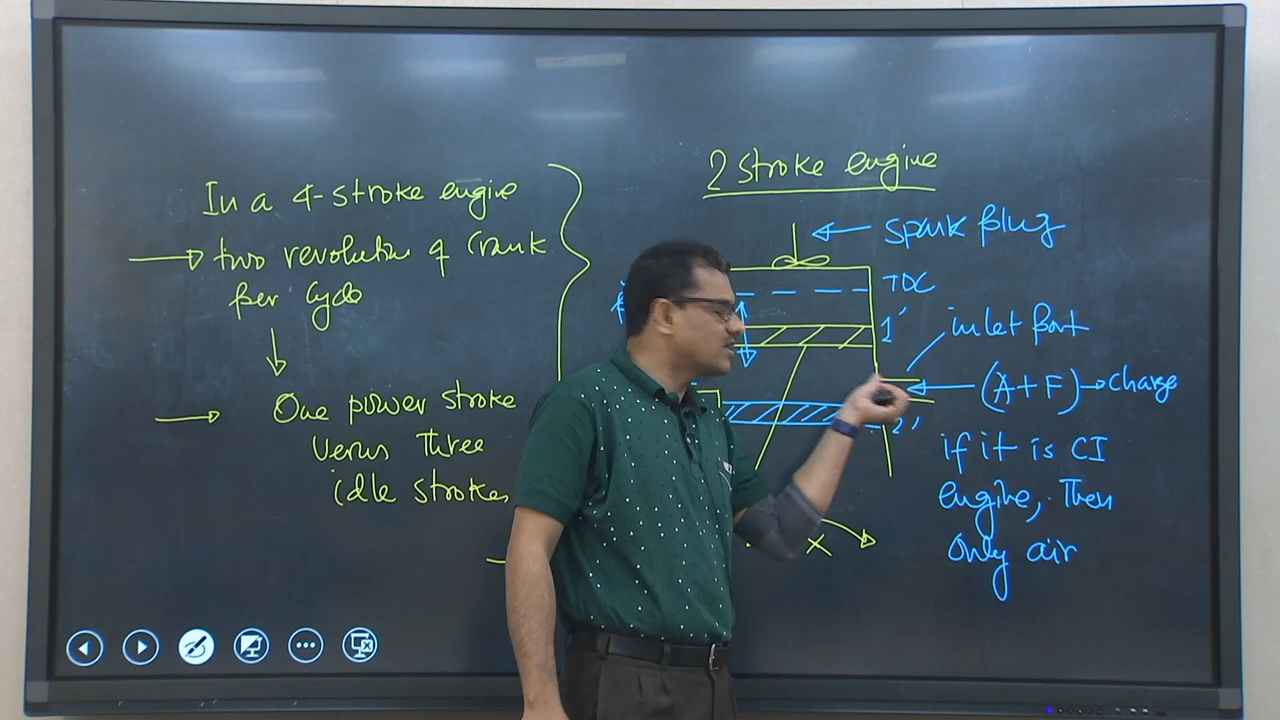 In a 4-stroke engine
two revolution of Crank
per cycle
One power stroke
versus Three
idle strokes
2 stroke engine
spark plug
TDC
1'
inlet port
(A+F) → charge
2'
if it is CI
engine, Then
Only air
x